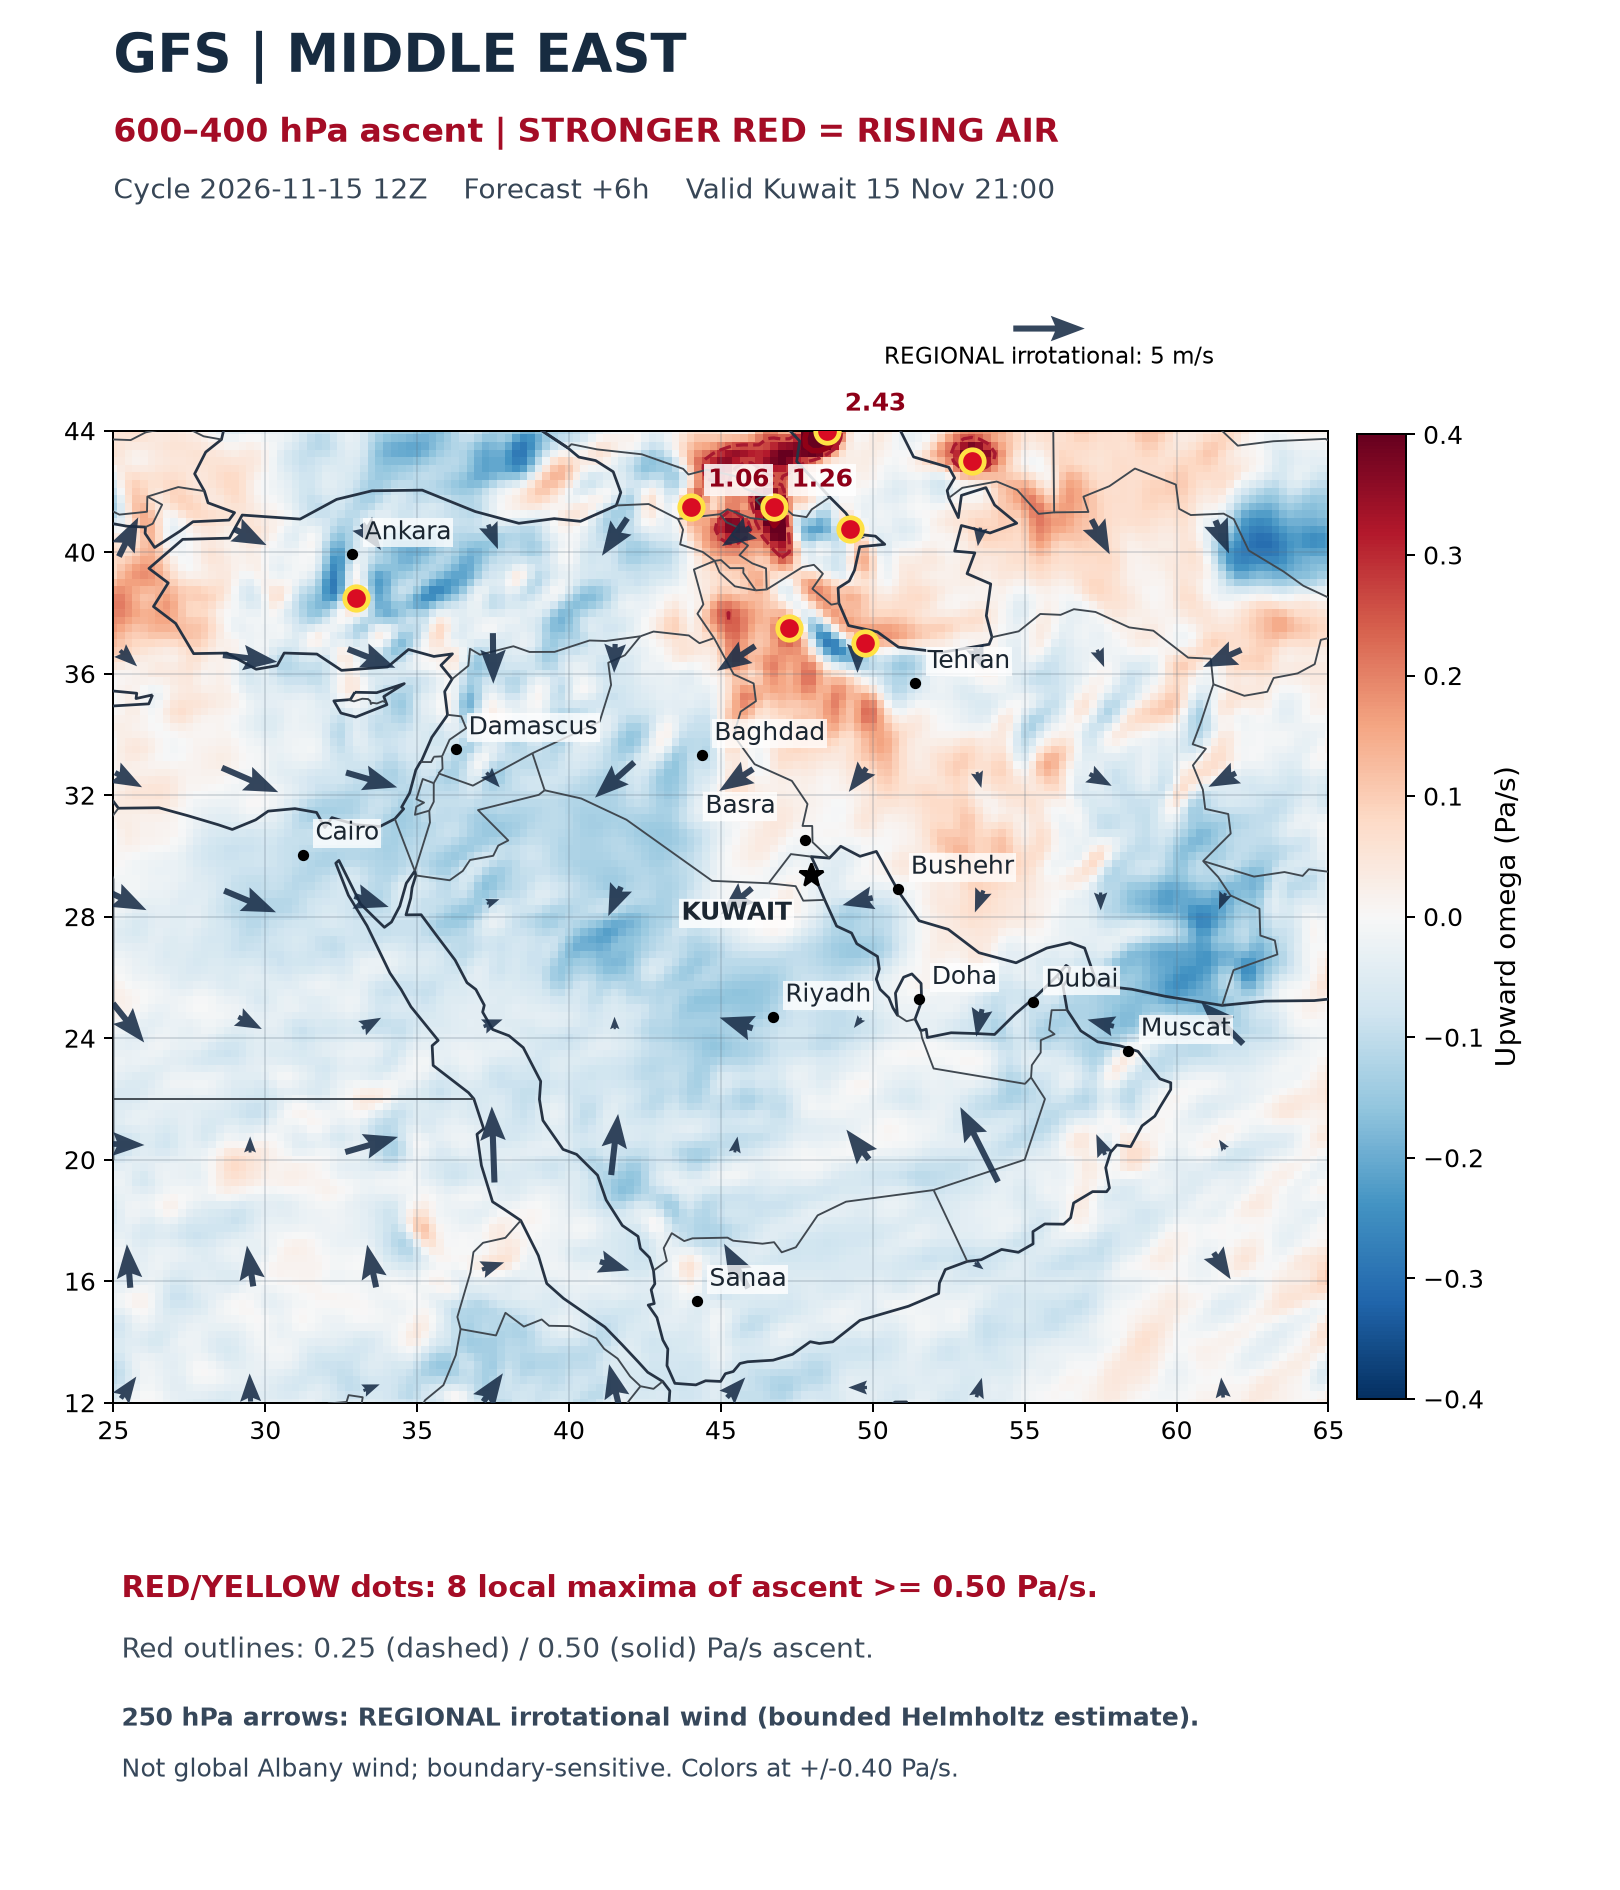 GFS | MIDDLE EAST
600–400 hPa ascent | STRONGER RED = RISING AIR
Cycle 2026-11-15 12Z    Forecast +6h    Valid Kuwait 15 Nov 21:00
REGIONAL irrotational: 5 m/s
2.43
1.06
1.26
Ankara
Tehran
Damascus
Baghdad
Basra
Cairo
Bushehr
KUWAIT
Doha
Dubai
Riyadh
Muscat
Sanaa
44
40
36
32
28
24
20
16
12
25
30
35
40
45
50
55
60
65
0.4
0.3
0.2
0.1
0.0
−0.1
−0.2
−0.3
−0.4
Upward omega (Pa/s)
RED/YELLOW dots: 8 local maxima of ascent >= 0.50 Pa/s.
Red outlines: 0.25 (dashed) / 0.50 (solid) Pa/s ascent.
250 hPa arrows: REGIONAL irrotational wind (bounded Helmholtz estimate).
Not global Albany wind; boundary-sensitive. Colors at +/-0.40 Pa/s.